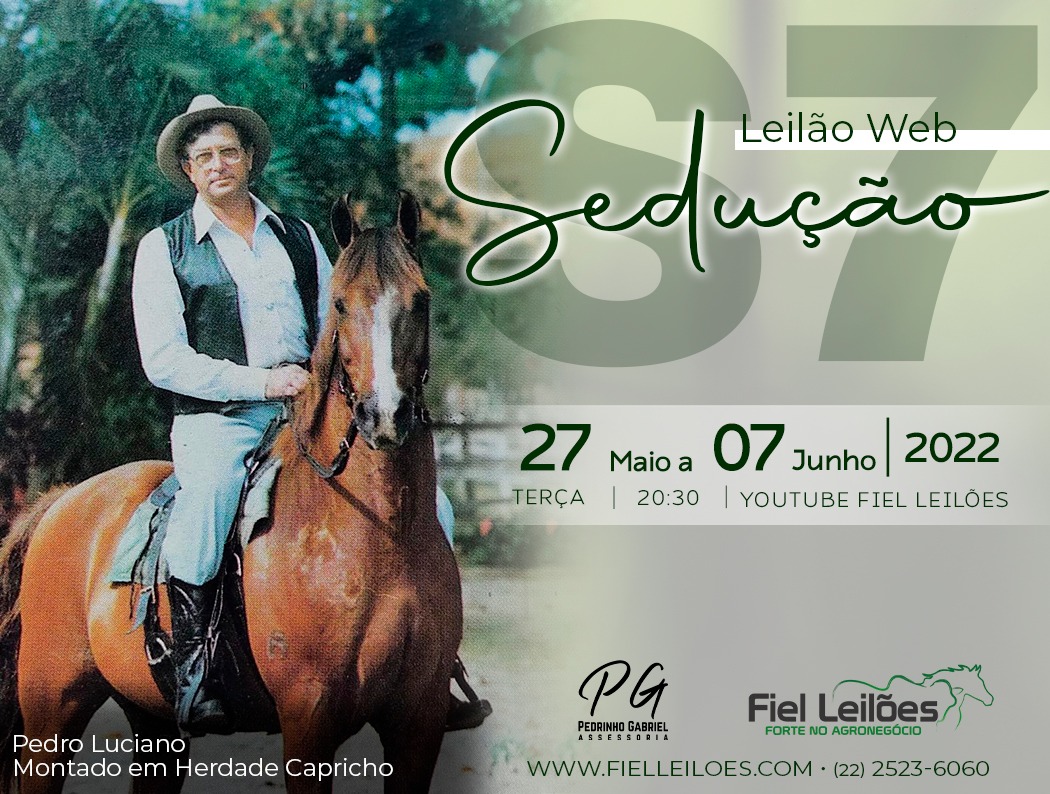 S7
Leilão Web
Sedução
27 Maio a 07 Junho | 2022
TERÇA | 20:30 | YOUTUBE FIEL LEILÕES
PG
PEDRINHO GABRIEL
ASSESSORIA
Fiel Leilões
FORTE NO AGRONEGÓCIO
Pedro Luciano
Montado em Herdade Capricho
WWW.FIELLEILOES.COM • (22) 2523-6060